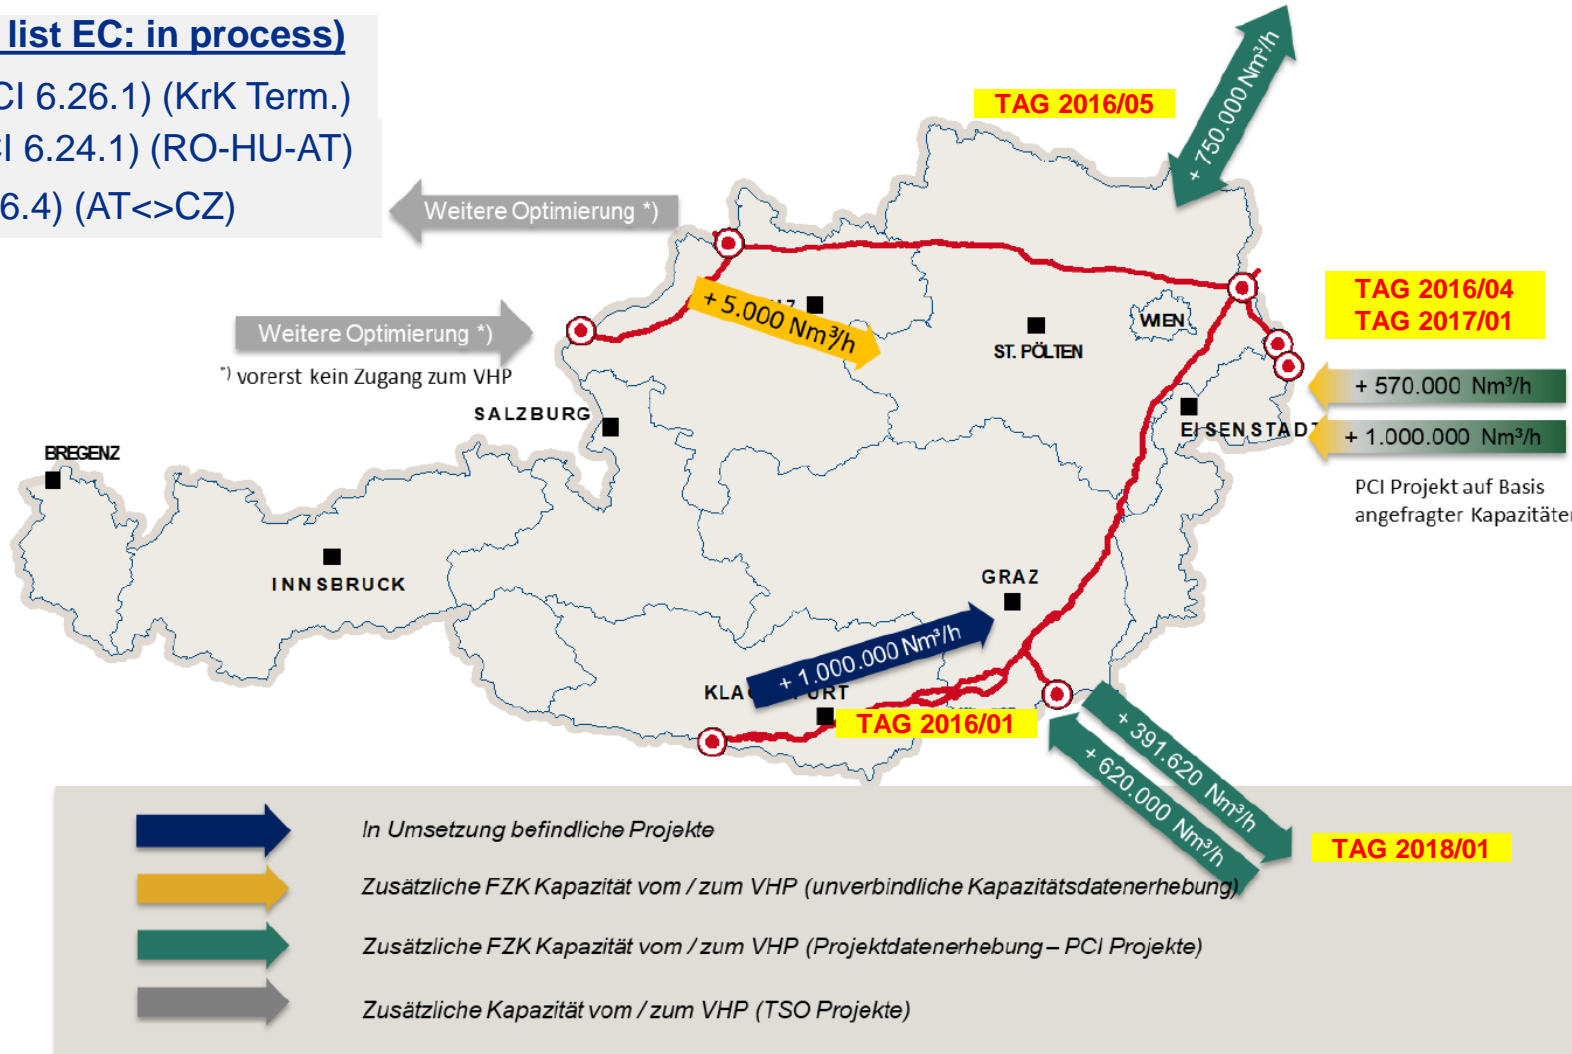 list EC: in process)
CI 6.26.1) (KrK Term.)
CI 6.24.1) (RO-HU-AT)
6.4) (AT<>CZ)
+ 750.000 Nm³/h
TAG 2016/05
Weitere Optimierung *)
Weitere Optimierung *)
*) vorerst kein Zugang zum VHP
+ 5.000 Nm³/h
ST. PÖLTEN
WIEN
TAG 2016/04
TAG 2017/01
+ 570.000 Nm³/h
+ 1.000.000 Nm³/h
PCI Projekt auf Basis
angefragter Kapazitäten
EISENSTADT
SALZBURG
BREGENZ
INNSBRUCK
GRAZ
+ 1.000.000 Nm³/h
KLAGENFURT
TAG 2016/01
+ 391.620 Nm³/h
+ 620.000 Nm³/h
TAG 2018/01
In Umsetzung befindliche Projekte
Zusätzliche FZK Kapazität vom / zum VHP (unverbindliche Kapazitätsdatenerhebung)
Zusätzliche FZK Kapazität vom / zum VHP (Projektdatenerhebung – PCI Projekte)
Zusätzliche Kapazität vom / zum VHP (TSO Projekte)